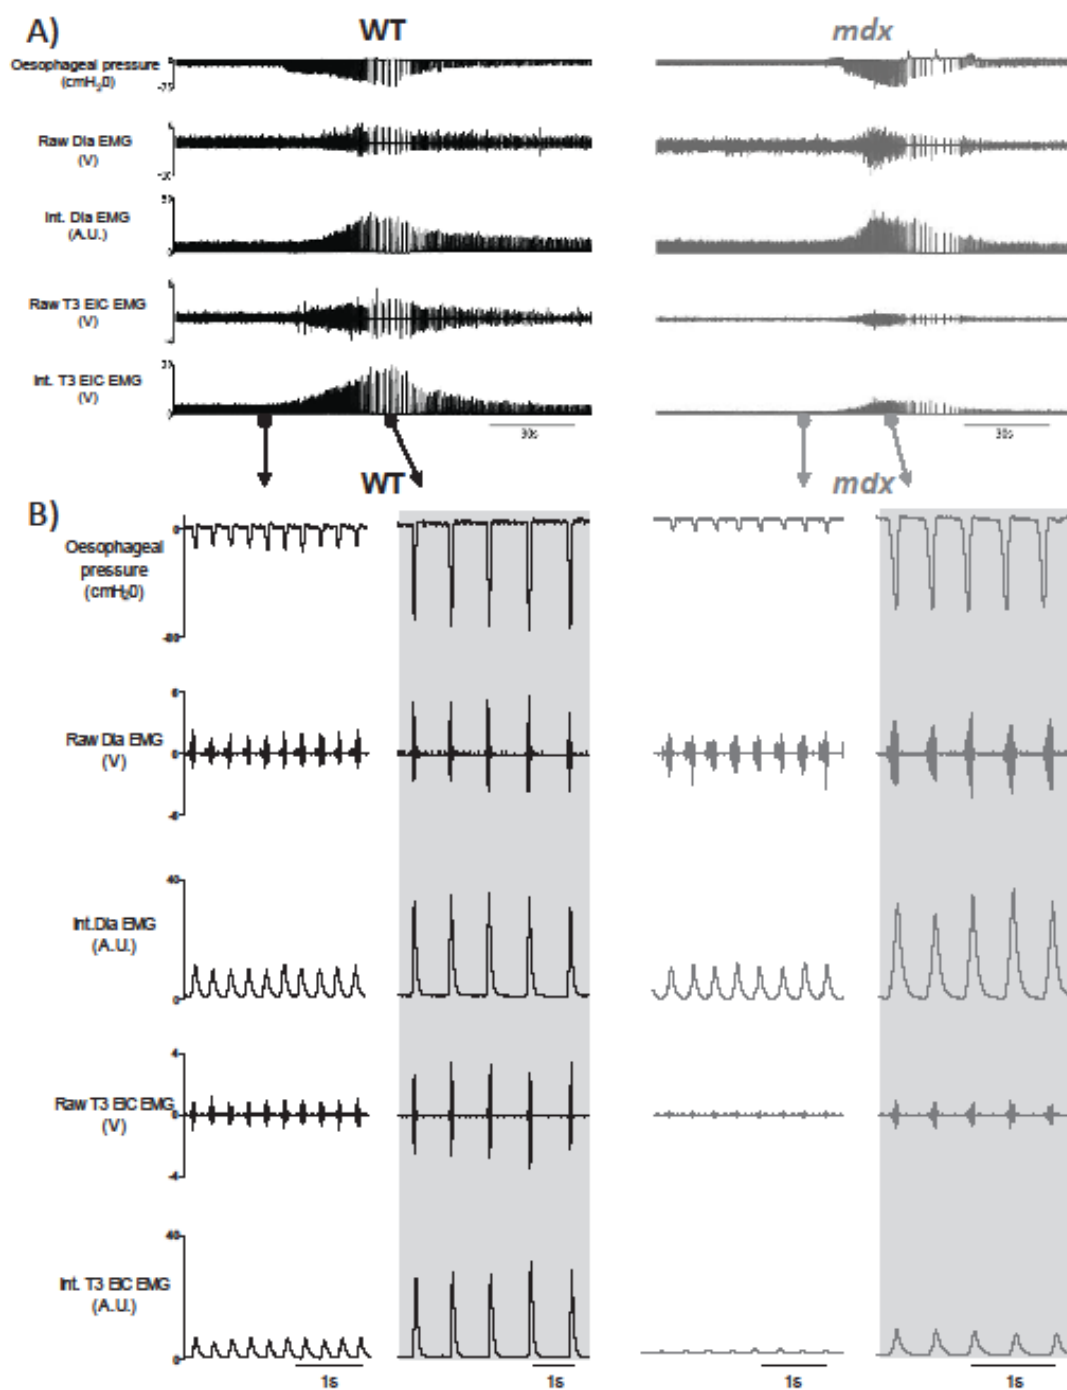 A)
WT
mdx
Oesophageal pressure
(cmH20)
Raw Dia EMG
(V)
Int. Dia EMG
(A.U.)
Raw T3 EIC EMG
(V)
Int. T3 EIC EMG
(V)
30s
30s
WT
mdx
B)
0
Oesophageal
pressure
(cmH20)
-80
6
Raw Dia EMG
(V)
0
-6
40
Int.Dia EMG
(A.U.)
0
4
Raw T3 EIC EMG
(V)
0
-4
40
Int. T3 EIC EMG
(A.U.)
0
1s
1s
1s
1s